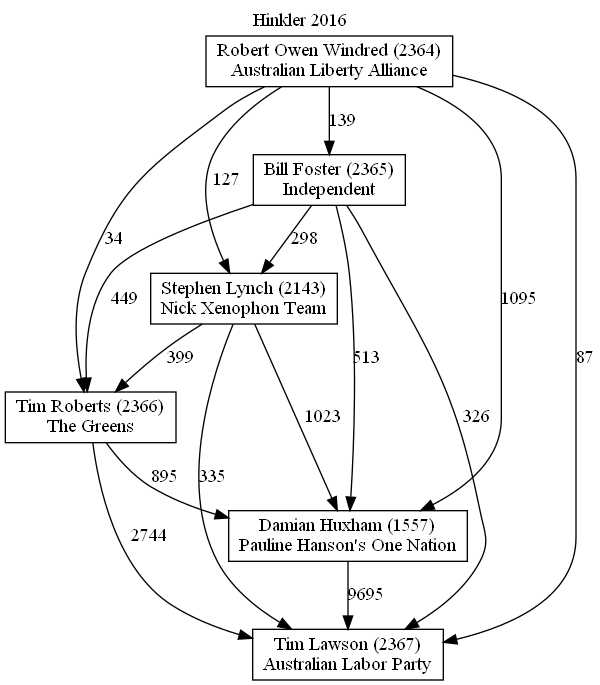 Hinkler 2016
Robert Owen Windred (2364)
Australian Liberty Alliance
139
Bill Foster (2365)
Independent
127
34
298
449
Stephen Lynch (2143)
Nick Xenophon Team
1095
513
87
399
Tim Roberts (2366)
The Greens
1023
326
895
335
Damian Huxham (1557)
Pauline Hanson's One Nation
2744
9695
Tim Lawson (2367)
Australian Labor Party